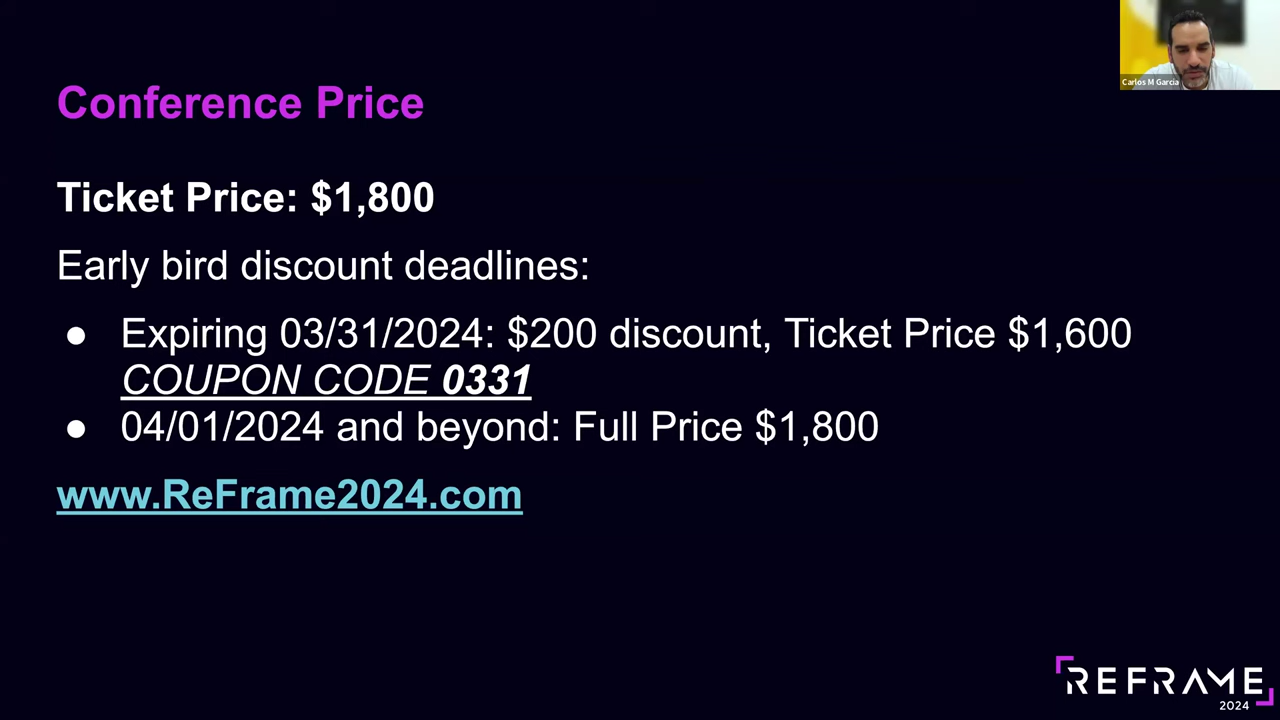 Carlos M Garcia
Conference Price
Ticket Price: $1,800
Early bird discount deadlines:
● Expiring 03/31/2024: $200 discount, Ticket Price $1,600
COUPON CODE 0331
● 04/01/2024 and beyond: Full Price $1,800
www.ReFrame2024.com
REFRAME
2024